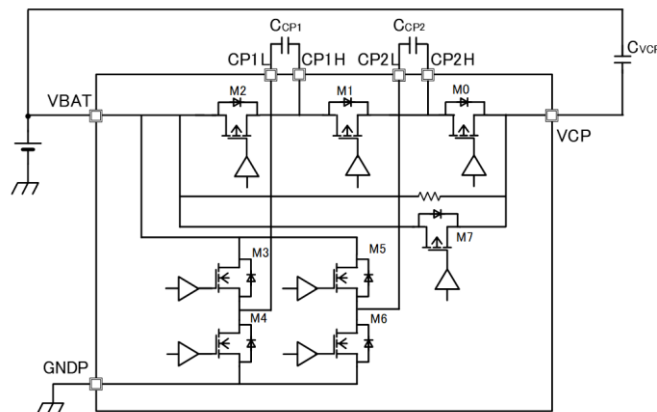 CCP1
CCP2
CP1L
CP1H
CP2L
CP2H
CVCP
VBAT
M2
M1
M0
VCP
M7
M3
M5
M4
M6
GNDP